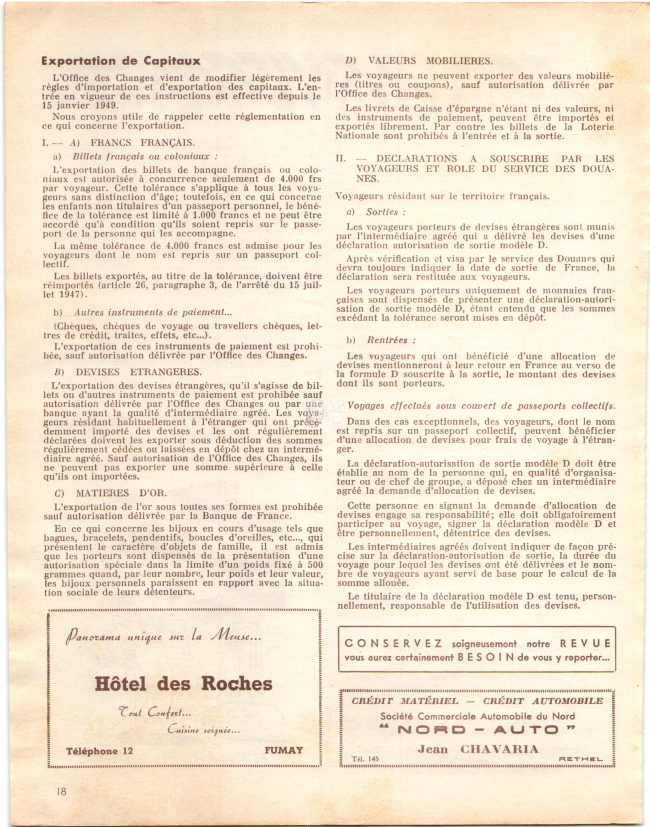 Exportation de Capitaux
L'Office des Changes vient de modifier légèrement les
règles d'importation et d'exportation des capitaux. L'en-
trée en vigueur de ces instructions est effective depuis le
15 janvier 1949.
Nous croyons utile de rappeler cette réglementation en
ce qui concerne l'exportation.
I. — A) FRANCS FRANÇAIS.
a) Billets français ou coloniaux :
L'exportation des billets de banque français ou colo-
niaux est autorisée à concurrence seulement de 4.000 frs
par voyageur. Cette tolérance s'applique à tous les voya-
geurs sans distinction d'âge; toutefois, en ce qui concerne
les enfants non titulaires d'un passeport personnel, le béné-
fice de la tolérance est limité à 1.000 francs et ne peut être
accordé qu'à condition qu'ils soient repris sur le passe-
port de la personne qui les accompagne.
La même tolérance de 4.000 francs est admise pour les
voyageurs dont le nom est repris sur un passeport col-
lectif.
Les billets exportés, au titre de la tolérance, doivent être
réimportés (article 26, paragraphe 3, de l'arrêté du 15 juil-
let 1947).
b) Autres instruments de paiement...
(Chèques, chèques de voyage ou travellers chèques, let-
tres de crédit, traites, effets, etc...).
L'exportation de ces instruments de paiement est prohi-
bée, sauf autorisation délivrée par l'Office des Changes.
B) DEVISES ETRANGERES.
L'exportation des devises étrangères, qu'il s'agisse de bil-
lets ou d'autres instruments de paiement est prohibée sauf
autorisation délivrée par l'Office des Changes ou par une
banque ayant la qualité d'intermédiaire agréé. Les voya-
geurs résidant habituellement à l'étranger qui ont précé-
demment importé des devises et les ont régulièrement
déclarées doivent les exporter sous déduction des sommes
régulièrement cédées ou laissées en dépôt chez un intermé-
diaire agréé. Sauf autorisation de l'Office des Changes, ils
ne peuvent pas exporter une somme supérieure à celle
qu'ils ont importées.
C) MATIERES D'OR.
L'exportation de l'or sous toutes ses formes est prohibée
sauf autorisation délivrée par la Banque de France.
En ce qui concerne les bijoux en cours d'usage tels que
bagues, bracelets, pendentifs, boucles d'oreilles, etc..., qui
présentent le caractère d'objets de famille, il est admis
que les porteurs sont dispensés de la présentation d'une
autorisation spéciale dans la limite d'un poids fixé à 500
grammes quand, par leur nombre, leur poids et leur valeur,
les bijoux personnels paraissent en rapport avec la situa-
tion sociale de leurs détenteurs.
Panorama unique sur la Meuse...
Hôtel des Roches
Tout Confort...
Cuisine soignée...
Téléphone 12 FUMAY
18
D) VALEURS MOBILIERES.
Les voyageurs ne peuvent exporter des valeurs mobiliè-
res (titres ou coupons), sauf autorisation délivrée par
l'Office des Changes.
Les livrets de Caisse d'épargne n'étant ni des valeurs, ni
des instruments de paiement, peuvent être importés et
exportés librement. Par contre les billets de la Loterie
Nationale sont prohibés à l'entrée et à la sortie.
II. — DECLARATIONS A SOUSCRIRE PAR LES
VOYAGEURS ET ROLE DU SERVICE DES DOUA-
NES.
Voyageurs résidant sur le territoire français.
a) Sorties :
Les voyageurs porteurs de devises étrangères sont munis
par l'intermédiaire agréé qui a délivré les devises d'une
déclaration autorisation de sortie modèle D.
Après vérification et visa par le service des Douanes qui
devra toujours indiquer la date de sortie de France, la
déclaration sera restituée aux voyageurs.
Les voyageurs porteurs uniquement de monnaies fran-
çaises sont dispensés de présenter une déclaration-autori-
sation de sortie modèle D, étant entendu que les sommes
excédant la tolérance seront mises en dépôt.
b) Rentrées :
Les voyageurs qui ont bénéficié d'une allocation de
devises mentionneront à leur retour en France au verso de
la formule D souscrite à la sortie, le montant des devises
dont ils sont porteurs.
Voyages effectués sous couvert de passeports collectifs.
Dans des cas exceptionnels, des voyageurs, dont le nom
est repris sur un passeport collectif, peuvent bénéficier
d'une allocation de devises pour frais de voyage à l'étran-
ger.
La déclaration-autorisation de sortie modèle D doit être
établie au nom de la personne qui, en qualité d'organisa-
teur ou de chef de groupe, a déposé chez un intermédiaire
agréé la demande d'allocation de devises.
Cette personne en signant la demande d'allocation de
devises engage sa responsabilité; elle doit obligatoirement
participer au voyage, signer la déclaration modèle D et
être personnellement, détentrice des devises.
Les intermédiaires agréés doivent indiquer de façon pré-
cise sur la déclaration-autorisation de sortie, la durée du
voyage pour lequel les devises ont été délivrées et le nom-
bre de voyageurs ayant servi de base pour le calcul de la
somme allouée.
Le titulaire de la déclaration modèle D est tenu, person-
nellement, responsable de l'utilisation des devises.
CONSERVEZ soigneusement notre REVUE
vous aurez certainement BESOIN de vous y reporter...
CRÉDIT MATÉRIEL — CRÉDIT AUTOMOBILE
Société Commerciale Automobile du Nord
" NORD - AUTO "
Jean CHAVARIA
Tél. 145 RETHEL